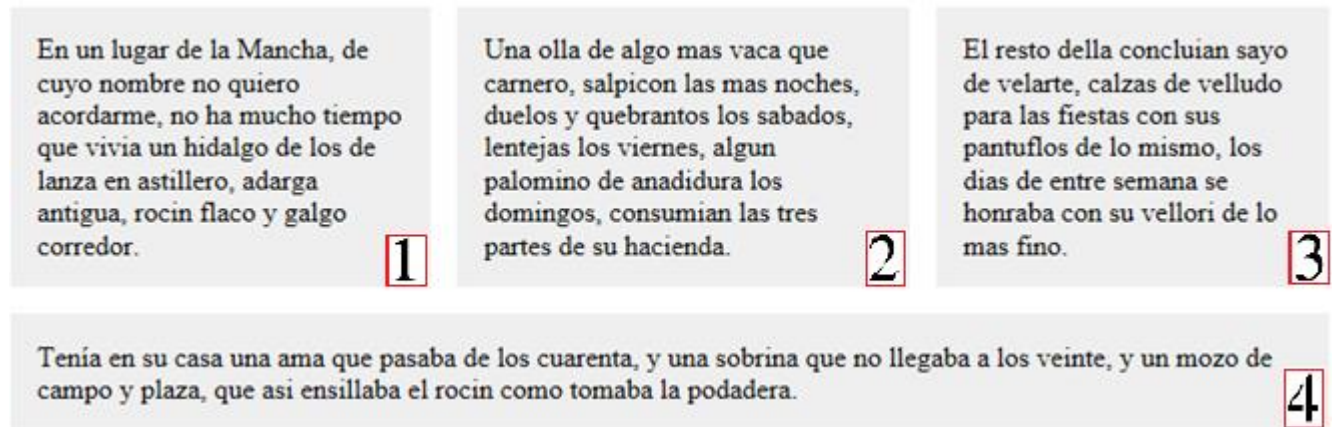 En un lugar de la Mancha, de
cuyo nombre no quiero
acordarme, no ha mucho tiempo
que vivia un hidalgo de los de
lanza en astillero, adarga
antigua, rocin flaco y galgo
corredor.
1
Una olla de algo mas vaca que
carnero, salpicon las mas noches,
duelos y quebrantos los sabados,
lentejas los viernes, algun
palomino de anadidura los
domingos, consumian las tres
partes de su hacienda.
2
El resto della concluian sayo
de velarte, calzas de velludo
para las fiestas con sus
pantuflos de lo mismo, los
dias de entre semana se
honraba con su vellori de lo
mas fino.
3
Tenía en su casa una ama que pasaba de los cuarenta, y una sobrina que no llegaba a los veinte, y un mozo de
campo y plaza, que asi ensillaba el rocin como tomaba la podadera.
4